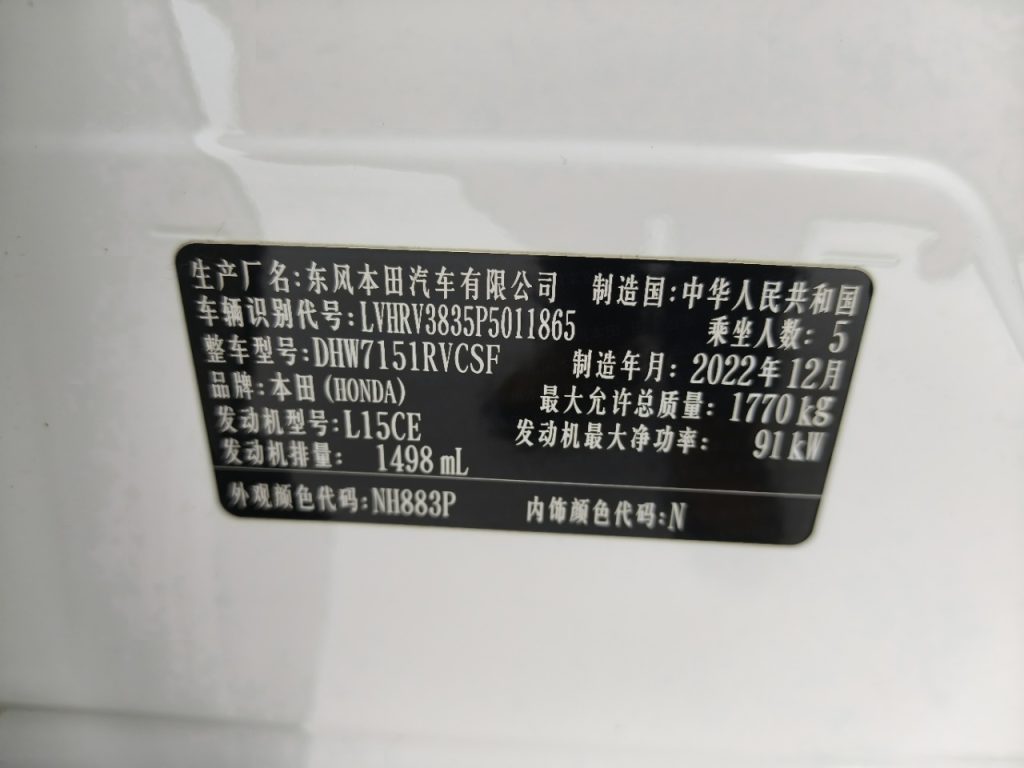 生产厂名:东风本田汽车有限公司 制造国:中华人民共和国
车辆识别代号:LVHRV3835P5011865 乘坐人数: 5
整车型号:DHW7151RVCSF 制造年月: 2022年12月
品牌:本田(HONDA) 最大允许总质量: 1770kg
发动机型号:L15CE 发动机最大净功率: 91kW
发动机排量: 1498mL
外观颜色代码:NH883P 内饰颜色代码:N